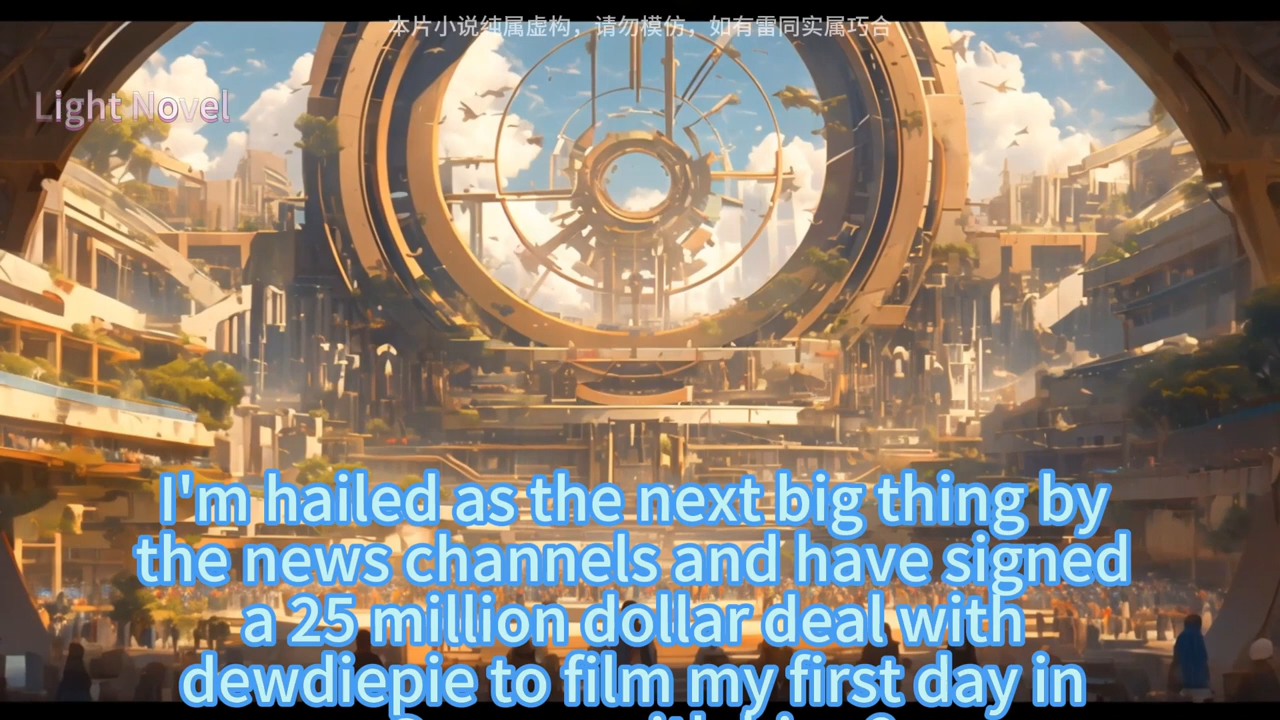 本片小说纯属虚构，请勿模仿，如有雷同实属巧合
Light Novel
I'm hailed as the next big thing by
the news channels and have signed
a 25 million dollar deal with
dewdiepie to film my first day in